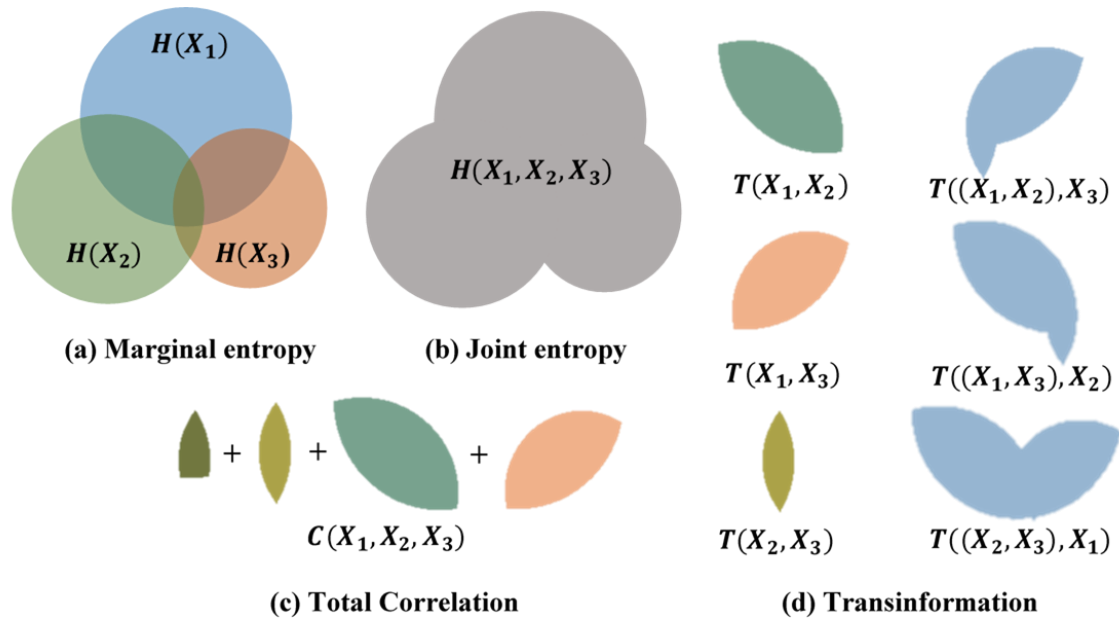 H(X₁)
H(X₂)
H(X₃)
(a) Marginal entropy
H(X₁, X₂, X₃)
(b) Joint entropy
+ + +
C(X₁, X₂, X₃)
(c) Total Correlation
T(X₁, X₂)
T((X₁, X₂), X₃)
T(X₁, X₃)
T((X₁, X₃), X₂)
T(X₂, X₃)
T((X₂, X₃), X₁)
(d) Transinformation